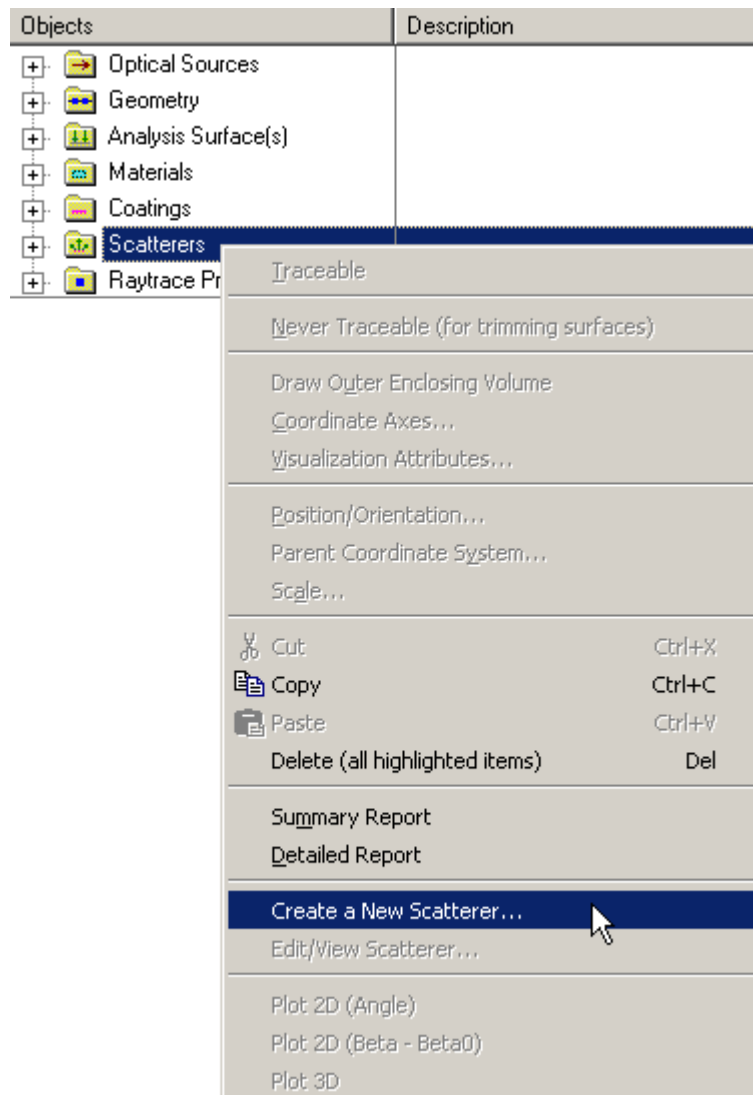 Objects Description
Optical Sources
Geometry
Analysis Surface(s)
Materials
Coatings
Scatterers
Raytrace Pr
Traceable
Never Traceable (for trimming surfaces)
Draw Outer Enclosing Volume
Coordinate Axes...
Visualization Attributes...
Position/Orientation...
Parent Coordinate System...
Scale...
Cut Ctrl+X
Copy Ctrl+C
Paste Ctrl+V
Delete (all highlighted items) Del
Summary Report
Detailed Report
Create a New Scatterer...
Edit/View Scatterer...
Plot 2D (Angle)
Plot 2D (Beta - Beta0)
Plot 3D